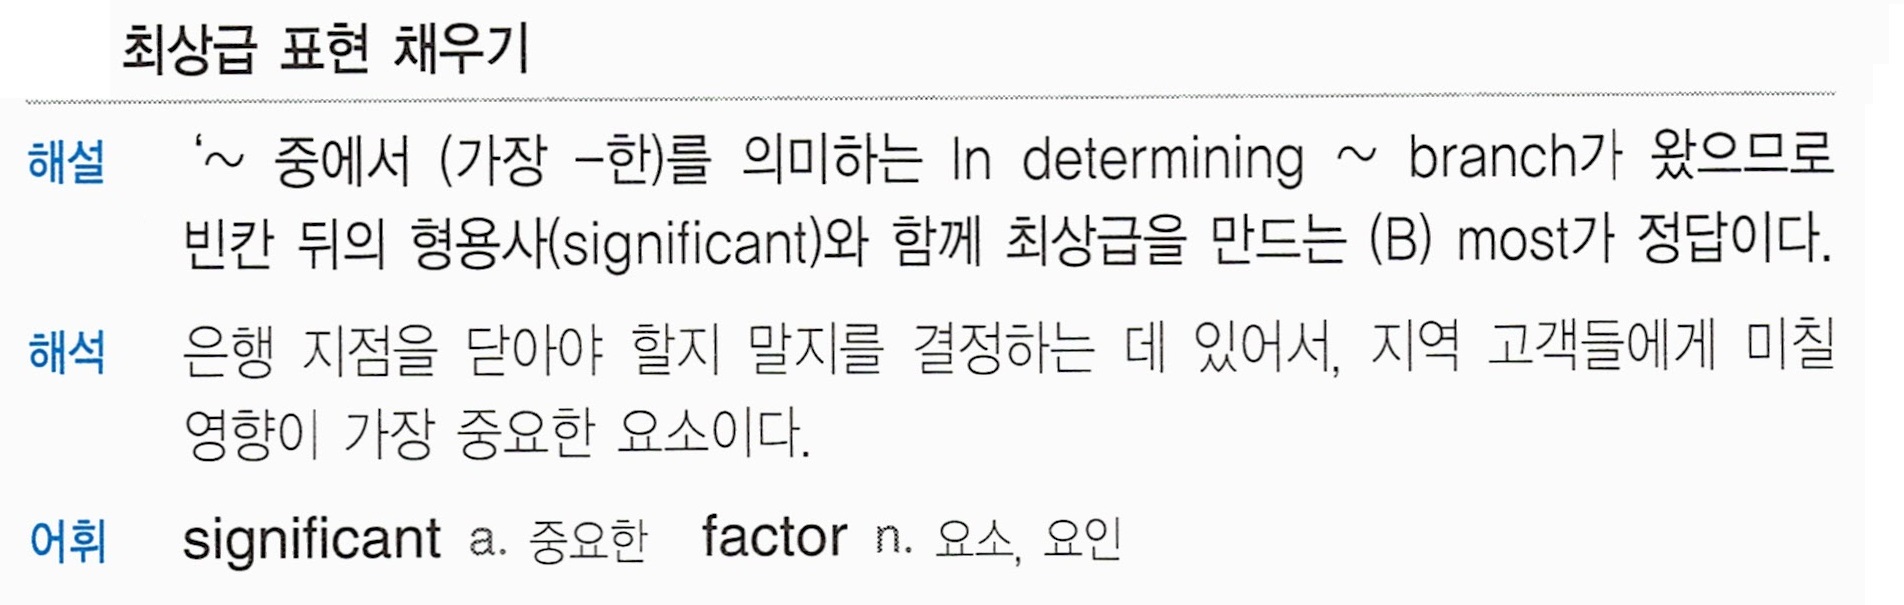 최상급 표현 채우기
해설 ‘~ 중에서 (가장 –한)를 의미하는 In determining ~ branch가 왔으므로
빈칸 뒤의 형용사(significant)와 함께 최상급을 만드는 (B) most가 정답이다.
해석 은행 지점을 닫아야 할지 말지를 결정하는 데 있어서, 지역 고객들에게 미칠
영향이 가장 중요한 요소이다.
어휘 significant a. 중요한 factor n. 요소, 요인